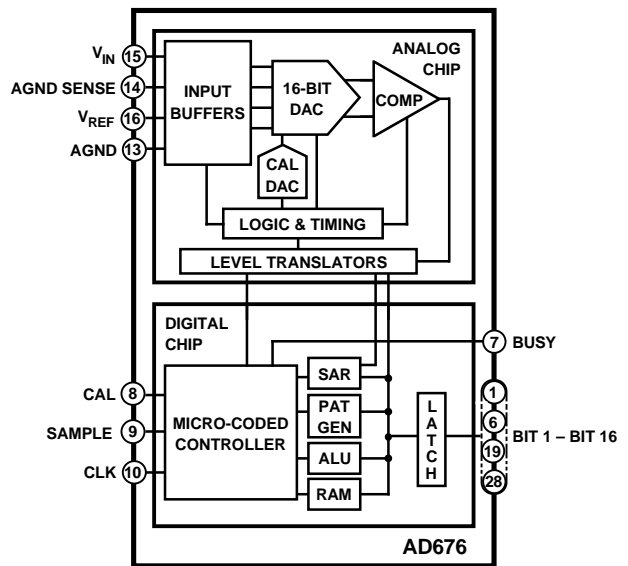 V_IN 15
AGND SENSE 14
V_REF 16
AGND 13
INPUT
BUFFERS
16-BIT
DAC
COMP
ANALOG
CHIP
CAL
DAC
LOGIC & TIMING
LEVEL TRANSLATORS
DIGITAL
CHIP
7 BUSY
CAL 8
SAMPLE 9
CLK 10
MICRO-CODED
CONTROLLER
SAR
PAT
GEN
ALU
RAM
L
A
T
C
H
1
6
19
28
BIT 1 – BIT 16
AD676